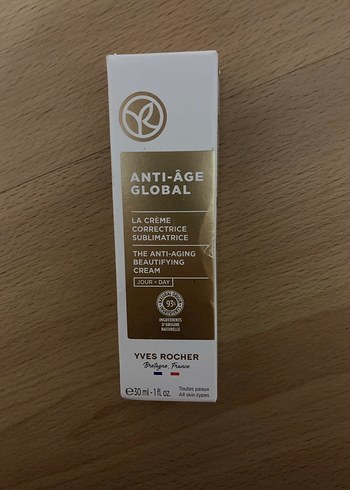 ANTI-ÂGE
GLOBAL
LA CRÈME
CORRECTRICE
SUBLIMATRICE
THE ANTI-AGING
BEAUTIFYING
CREAM
JOUR • DAY
93%
INGRÉDIENTS
D'ORIGINE
NATURELLE
YVES ROCHER
Bretagne, France
℮30 ml - 1 fl. oz.
Toutes peaux
All skin types